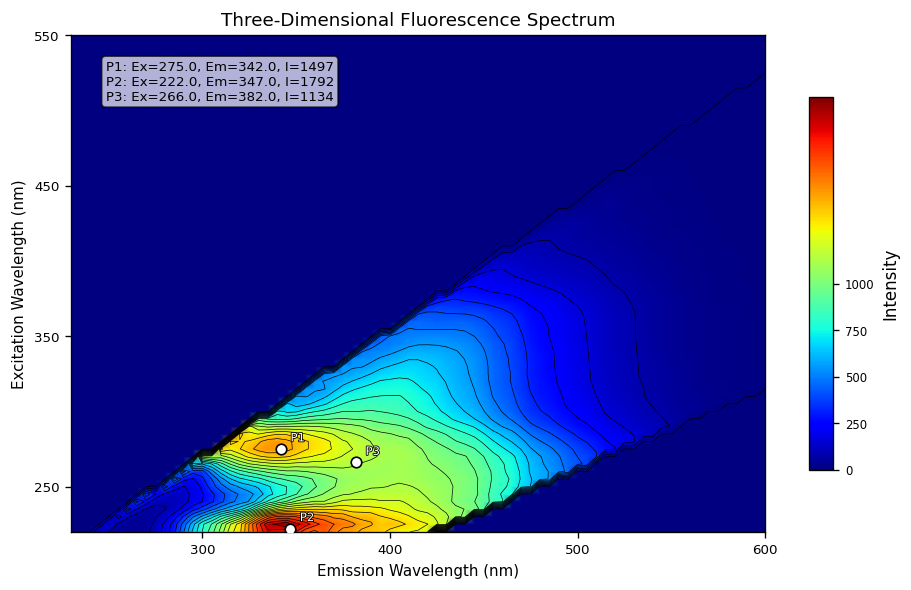 Three-Dimensional Fluorescence Spectrum
P1: Ex=275.0, Em=342.0, I=1497
P2: Ex=222.0, Em=347.0, I=1792
P3: Ex=266.0, Em=382.0, I=1134
550
450
350
250
Excitation Wavelength (nm)
P1
P3
P2
300
400
500
600
Emission Wavelength (nm)
1000
750
500
250
0
Intensity